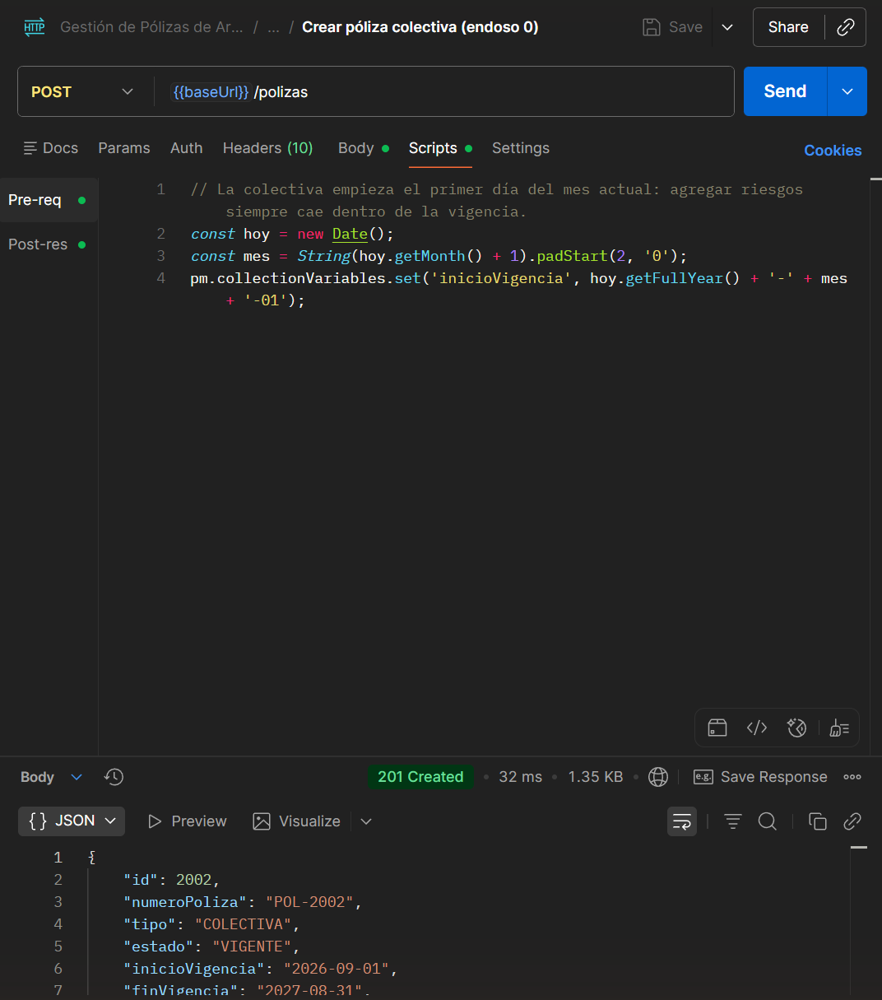 HTTP Gestión de Pólizas de Ar... / ... / Crear póliza colectiva (endoso 0) Save Share
POST {{baseUrl}} /polizas Send
Docs Params Auth Headers (10) Body Scripts Settings Cookies
Pre-req
Post-res
1 // La colectiva empieza el primer día del mes actual: agregar riesgos
siempre cae dentro de la vigencia.
2 const hoy = new Date();
3 const mes = String(hoy.getMonth() + 1).padStart(2, '0');
4 pm.collectionVariables.set('inicioVigencia', hoy.getFullYear() + '-' + mes
+ '-01');
Body 201 Created 32 ms 1.35 KB e.g. Save Response
{} JSON Preview Visualize
1 {
2 "id": 2002,
3 "numeroPoliza": "POL-2002",
4 "tipo": "COLECTIVA",
5 "estado": "VIGENTE",
6 "inicioVigencia": "2026-09-01",
7 "finVigencia": "2027-08-31",